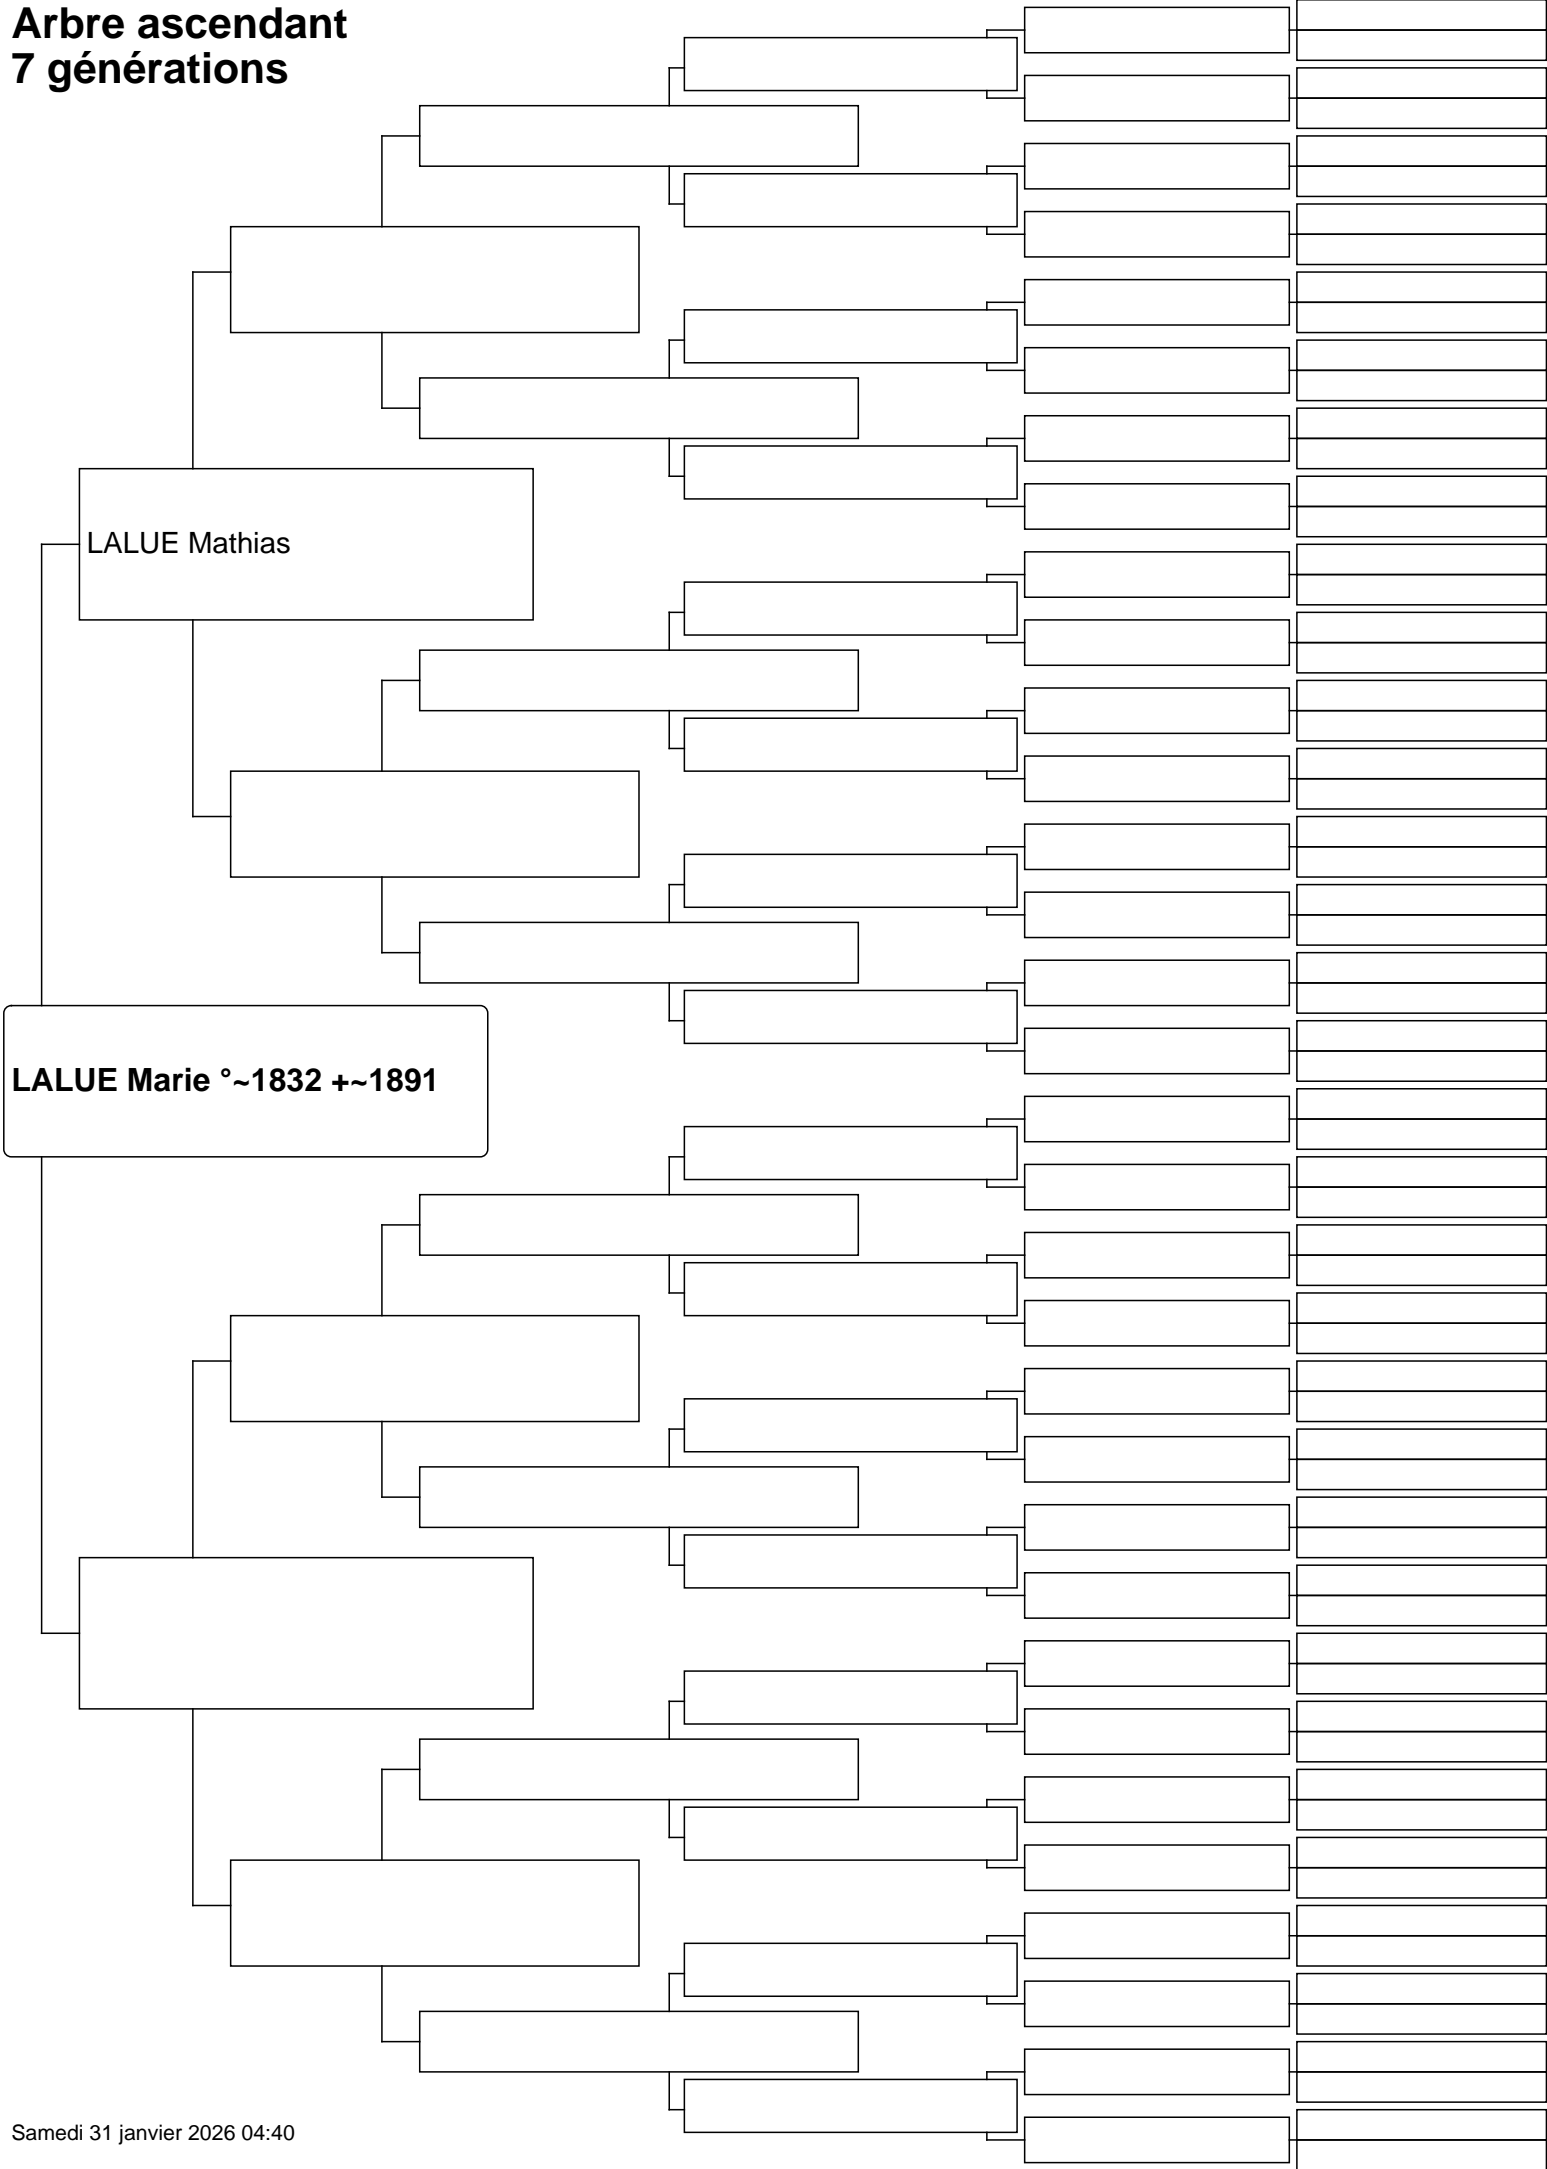 Arbre ascendant
7 générations
LALUE Mathias
LALUE Marie °~1832 +~1891
Samedi 31 janvier 2026 04:40